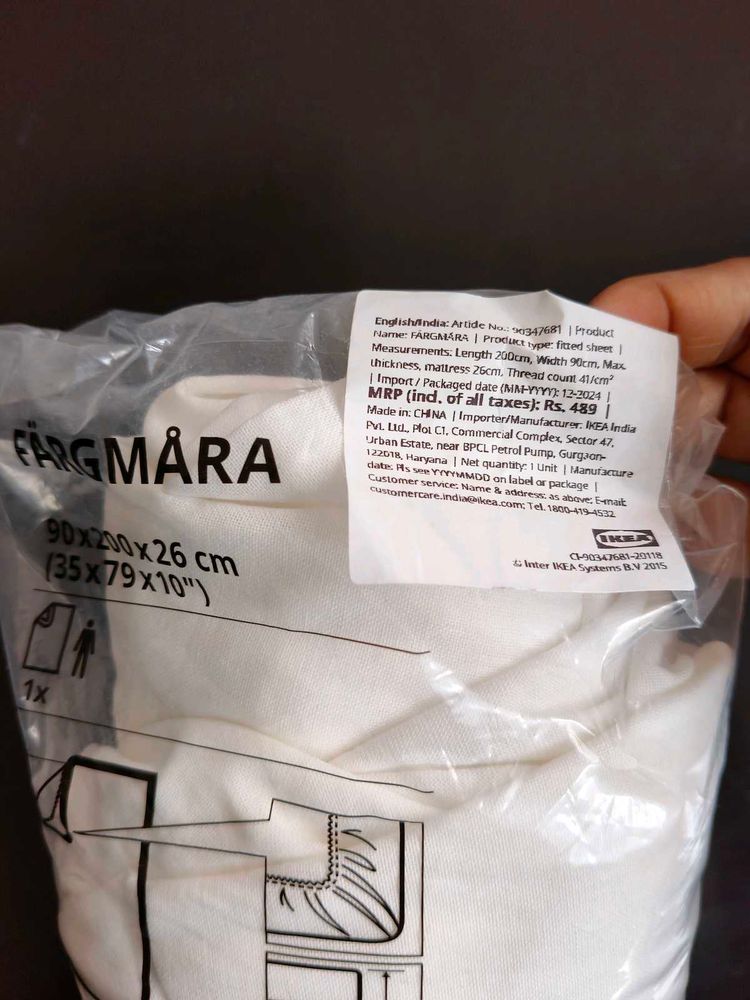 English/India: Article No.: 90347681 | Product
Name: FÄRGMÅRA | Product type: fitted sheet |
Measurements: Length 200cm, Width 90cm, Max.
thickness, mattress 26cm, Thread count 41/cm²
| Import / Packaged date (MM-YYYY): 12-2024 |
MRP (incl. of all taxes): Rs. 489 |
Made in: CHINA | Importer/Manufacturer: IKEA India
Pvt. Ltd., Plot C1, Commercial Complex, Sector 47,
Urban Estate, near BPCL Petrol Pump, Gurgaon-
122018, Haryana | Net quantity: 1 Unit | Manufacture
date: Pls see YYYYMMDD on label or package |
Customer service: Name & address: as above; E-mail:
customercare.india@ikea.com; Tel. 1800-419-4532
IKEA
CI-90347681-20118
© Inter IKEA Systems B.V 2015
FÄRGMÅRA
90x200x26 cm
(35x79x10")
1x